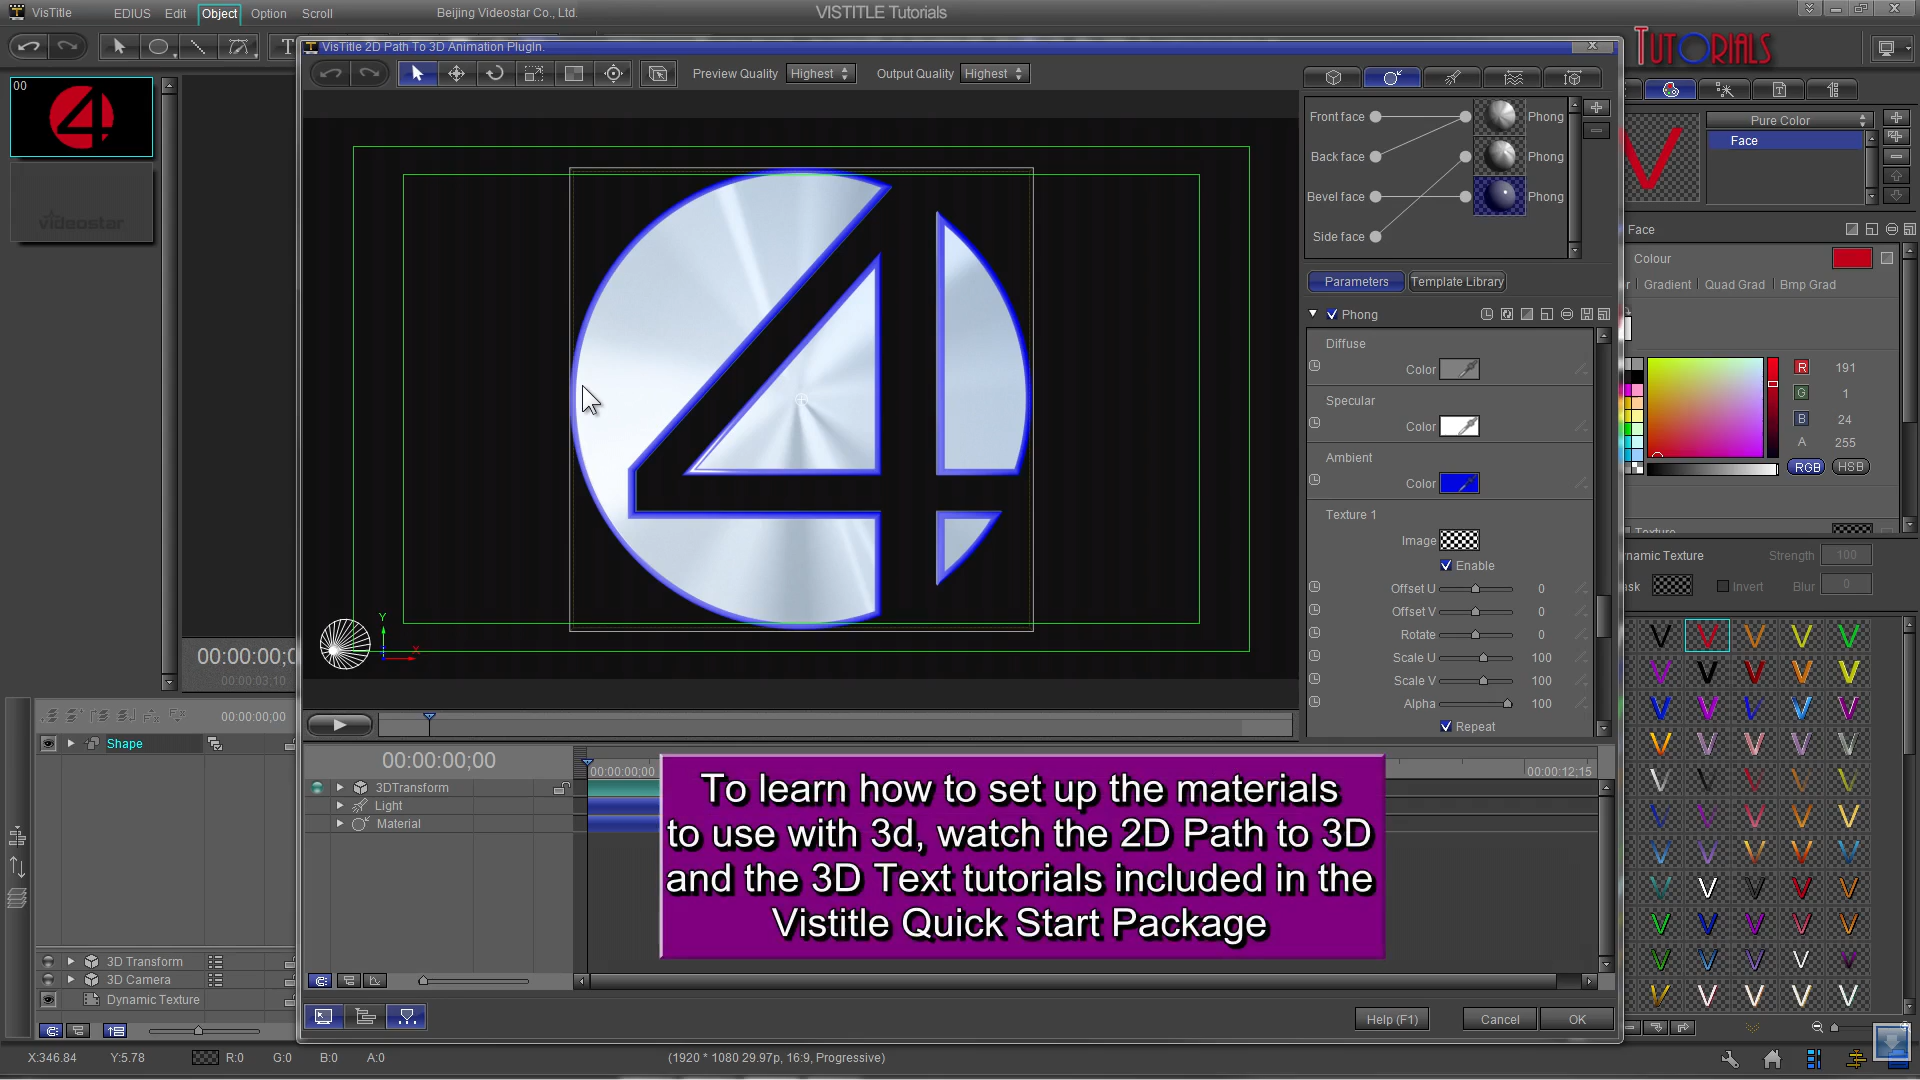 VisTitle
EDIUS
Edit
Object
Option
Scroll
Beijing Videostar Co., Ltd.
VISTITLE Tutorials
TUTORIALS
VisTitle 2D Path To 3D Animation PlugIn.
Preview Quality
Highest
Output Quality
Highest
00
4
videostar
Front face
Phong
Back face
Phong
Bevel face
Phong
Side face
Parameters
Template Library
Phong
Diffuse
Color
Specular
Color
Ambient
Color
Texture 1
Image
Enable
Offset U
0
Offset V
0
Rotate
0
Scale U
100
Scale V
100
Alpha
100
Repeat
Pure Color
Face
Face
Colour
Gradient
Quad Grad
Bmp Grad
R
191
G
1
B
24
A
255
RGB
HSB
Texture
namic Texture
Strength
100
ask
Invert
Blur
0
4
Y
X
00:00:00;0
00:00:03;10
00:00:00;00
Shape
3D Transform
3D Camera
Dynamic Texture
00:00:00;00
00:00:00;00
00:00:12;15
3DTransform
Light
Material
To learn how to set up the materials
to use with 3d, watch the 2D Path to 3D
and the 3D Text tutorials included in the
Vistitle Quick Start Package
Help (F1)
Cancel
OK
X:346.84
Y:5.78
R:0
G:0
B:0
A:0
(1920 * 1080 29.97p, 16:9, Progressive)